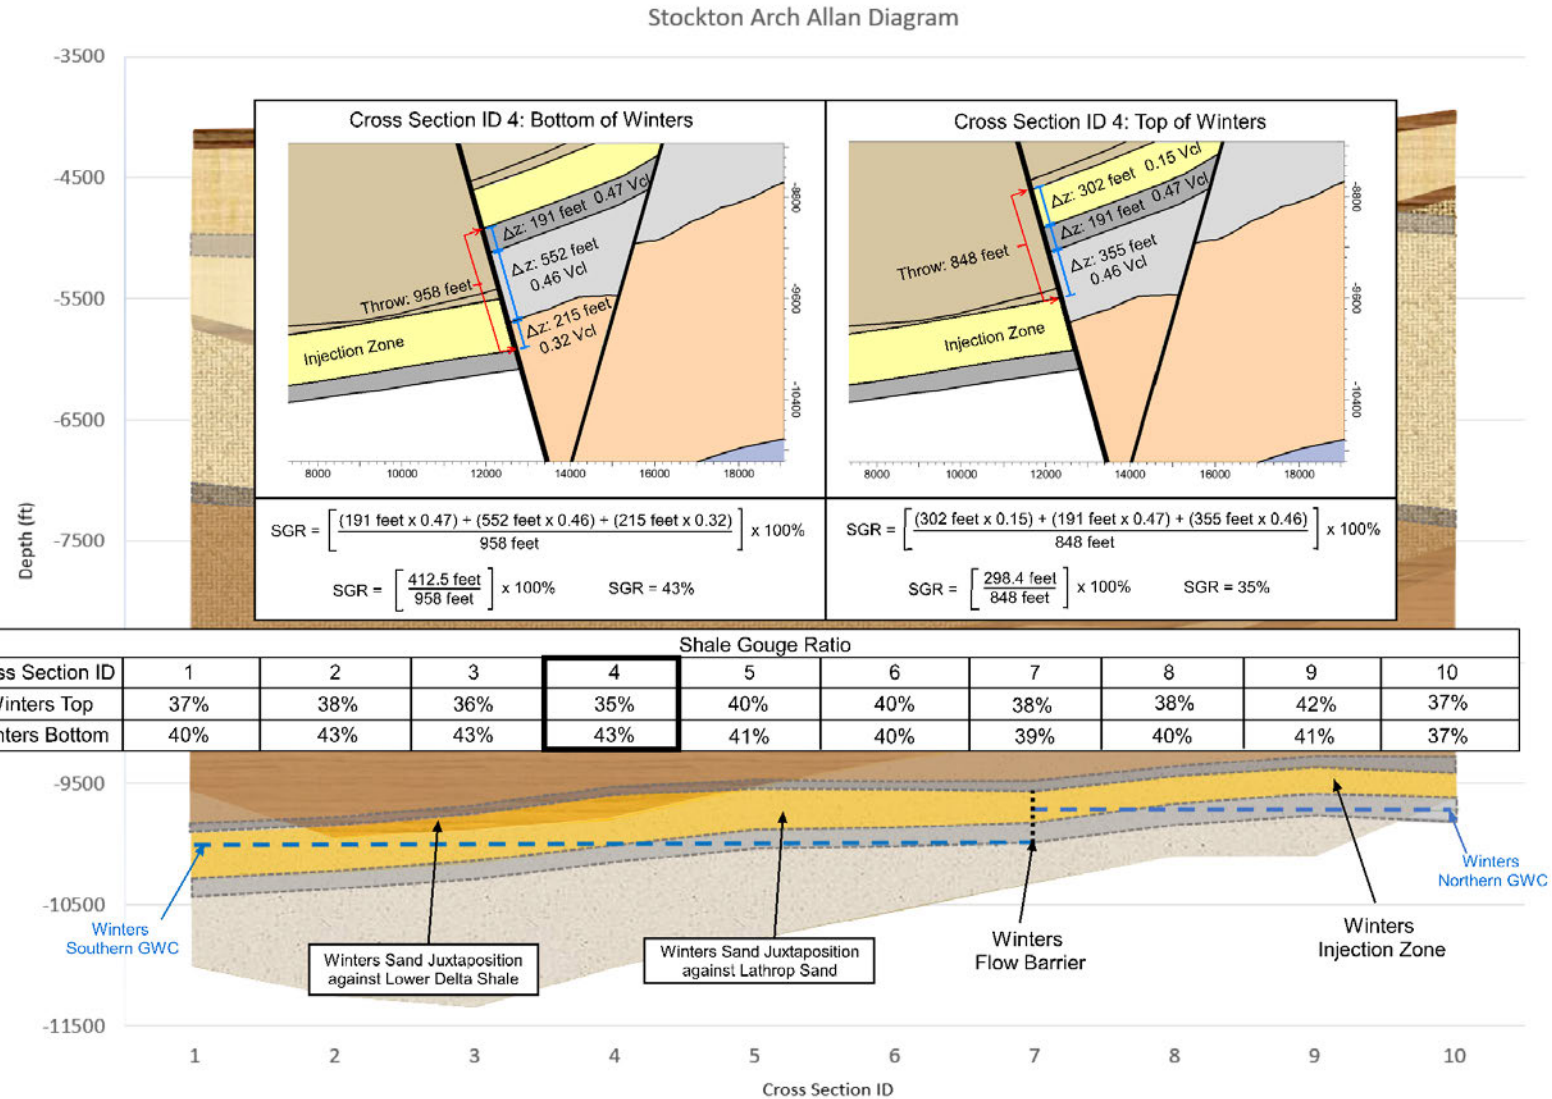 Stockton Arch Allan Diagram
-3500
-4500
-5500
-6500
-7500
-9500
-10500
-11500
Depth (ft)
Cross Section ID 4: Bottom of Winters
Δz: 191 feet 0.47 Vcl
Δz: 552 feet
0.46 Vcl
Δz: 215 feet
0.32 Vcl
Throw: 958 feet
Injection Zone
-8800
-9600
-10400
8000 10000 12000 14000 16000 18000
SGR = [ (191 feet x 0.47) + (552 feet x 0.46) + (215 feet x 0.32) / 958 feet ] x 100%
SGR = [ 412.5 feet / 958 feet ] x 100% SGR = 43%
Cross Section ID 4: Top of Winters
Δz: 302 feet 0.15 Vcl
Δz: 191 feet 0.47 Vcl
Δz: 355 feet
0.46 Vcl
Throw: 848 feet
Injection Zone
-8800
-9600
-10400
8000 10000 12000 14000 16000 18000
SGR = [ (302 feet x 0.15) + (191 feet x 0.47) + (355 feet x 0.46) / 848 feet ] x 100%
SGR = [ 298.4 feet / 848 feet ] x 100% SGR = 35%
Shale Gouge Ratio
ss Section ID 1 2 3 4 5 6 7 8 9 10
Winters Top 37% 38% 36% 35% 40% 40% 38% 38% 42% 37%
nters Bottom 40% 43% 43% 43% 41% 40% 39% 40% 41% 37%
Winters
Southern GWC
Winters Sand Juxtaposition
against Lower Delta Shale
Winters Sand Juxtaposition
against Lathrop Sand
Winters
Flow Barrier
Winters
Injection Zone
Winters
Northern GWC
1 2 3 4 5 6 7 8 9 10
Cross Section ID